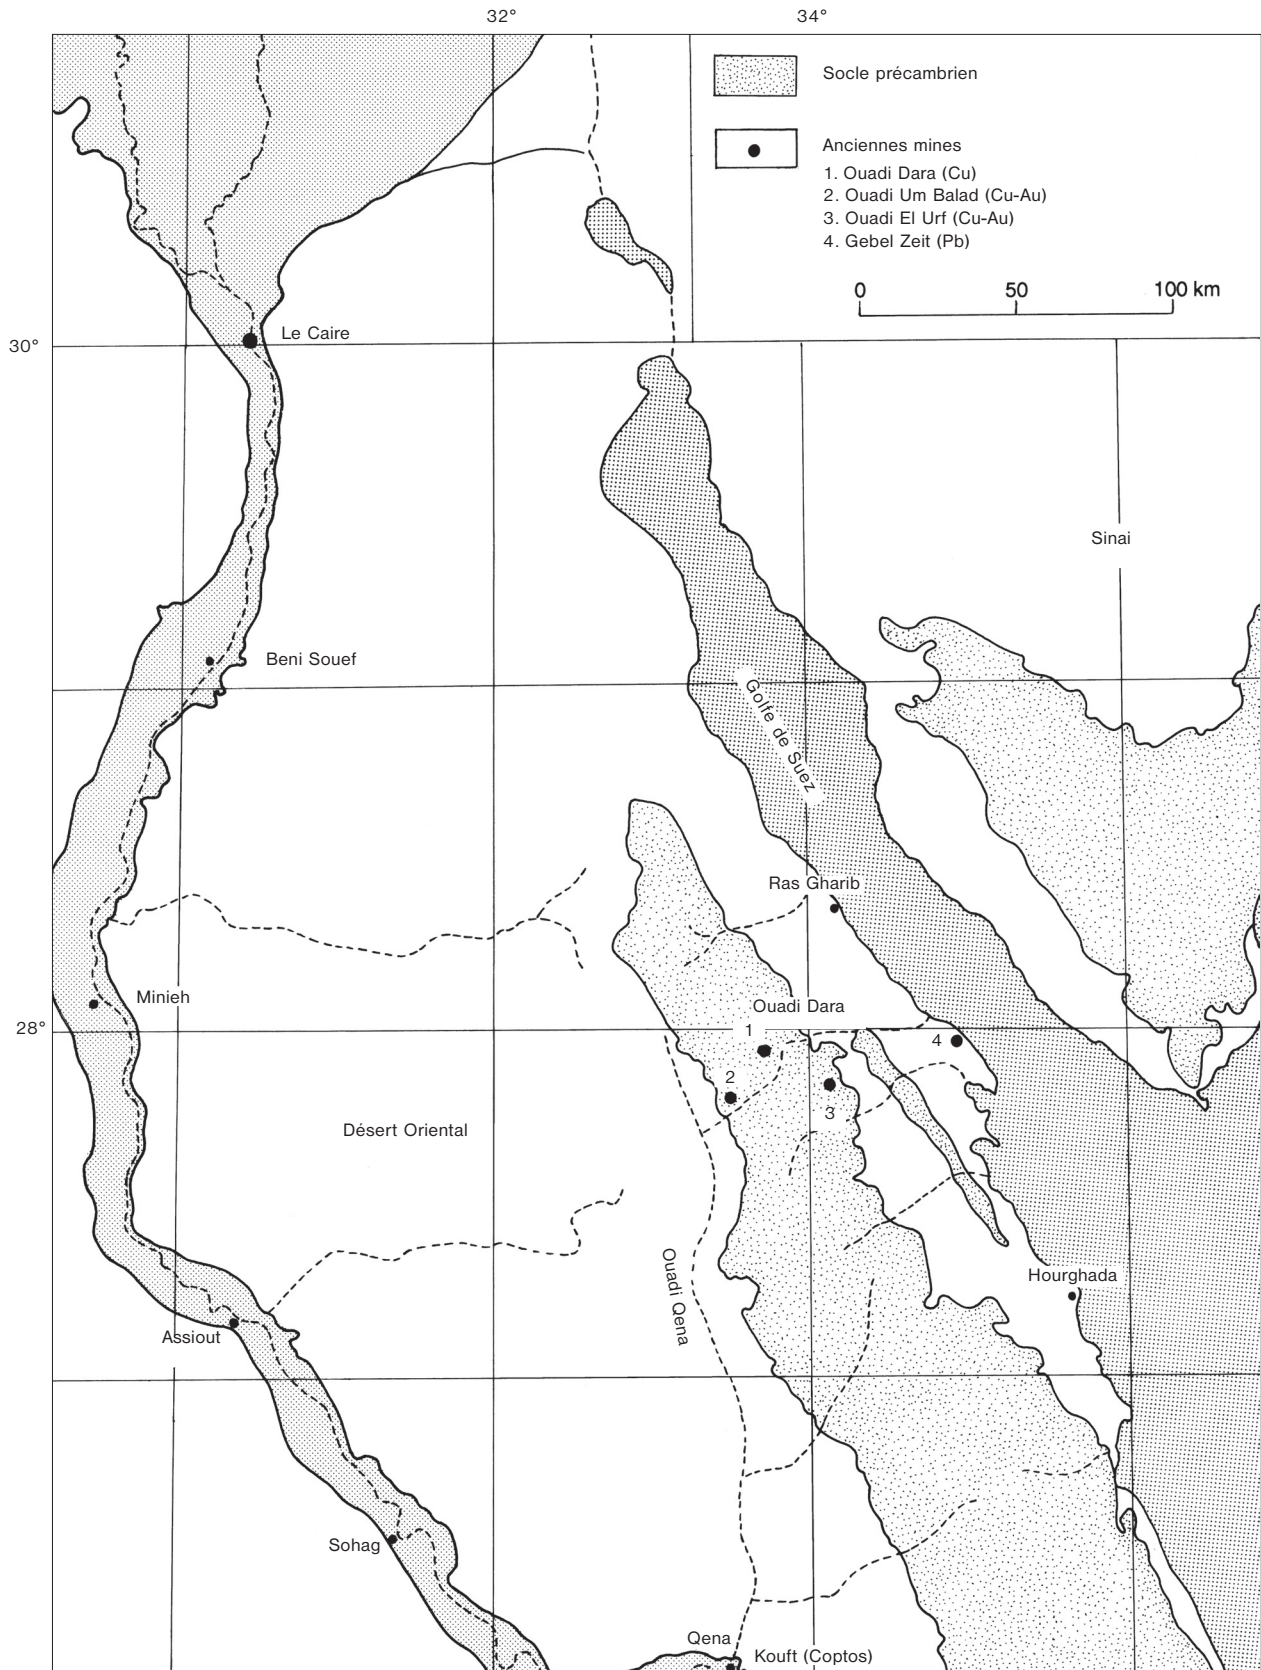 32°
34°
Socle précambrien
Anciennes mines
1. Ouadi Dara (Cu)
2. Ouadi Um Balad (Cu-Au)
3. Ouadi El Urf (Cu-Au)
4. Gebel Zeit (Pb)
0 50 100 km
30°
Le Caire
Sinai
Beni Souef
Golfe de Suez
Ras Gharib
Minieh
Ouadi Dara
28°
1
4
2
3
Désert Oriental
Ouadi Qena
Hourghada
Assiout
Sohag
Qena
Kouft (Coptos)